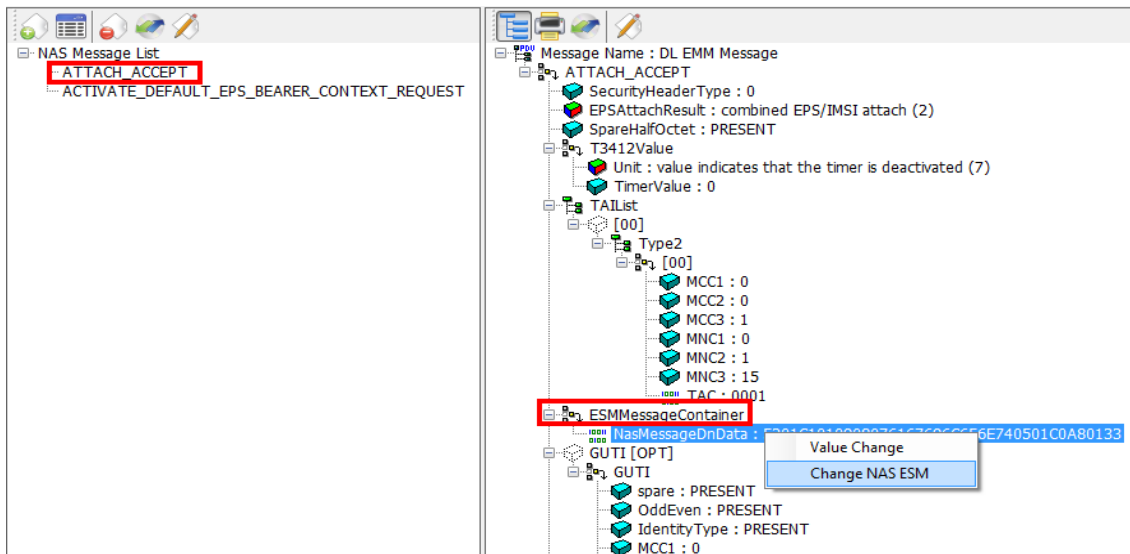 NAS Message List
ATTACH_ACCEPT
ACTIVATE_DEFAULT_EPS_BEARER_CONTEXT_REQUEST
PDU
Message Name : DL EMM Message
ATTACH_ACCEPT
SecurityHeaderType : 0
EPSAttachResult : combined EPS/IMSI attach (2)
SpareHalfOctet : PRESENT
T3412Value
Unit : value indicates that the timer is deactivated (7)
TimerValue : 0
TAIList
[00]
Type2
[00]
MCC1 : 0
MCC2 : 0
MCC3 : 1
MNC1 : 0
MNC2 : 1
MNC3 : 15
TAC : 0001
ESMMessageContainer
NasMessageDnData :
Value Change
Change NAS ESM
GUTI [OPT]
GUTI
spare : PRESENT
OddEven : PRESENT
IdentityType : PRESENT
MCC1 : 0